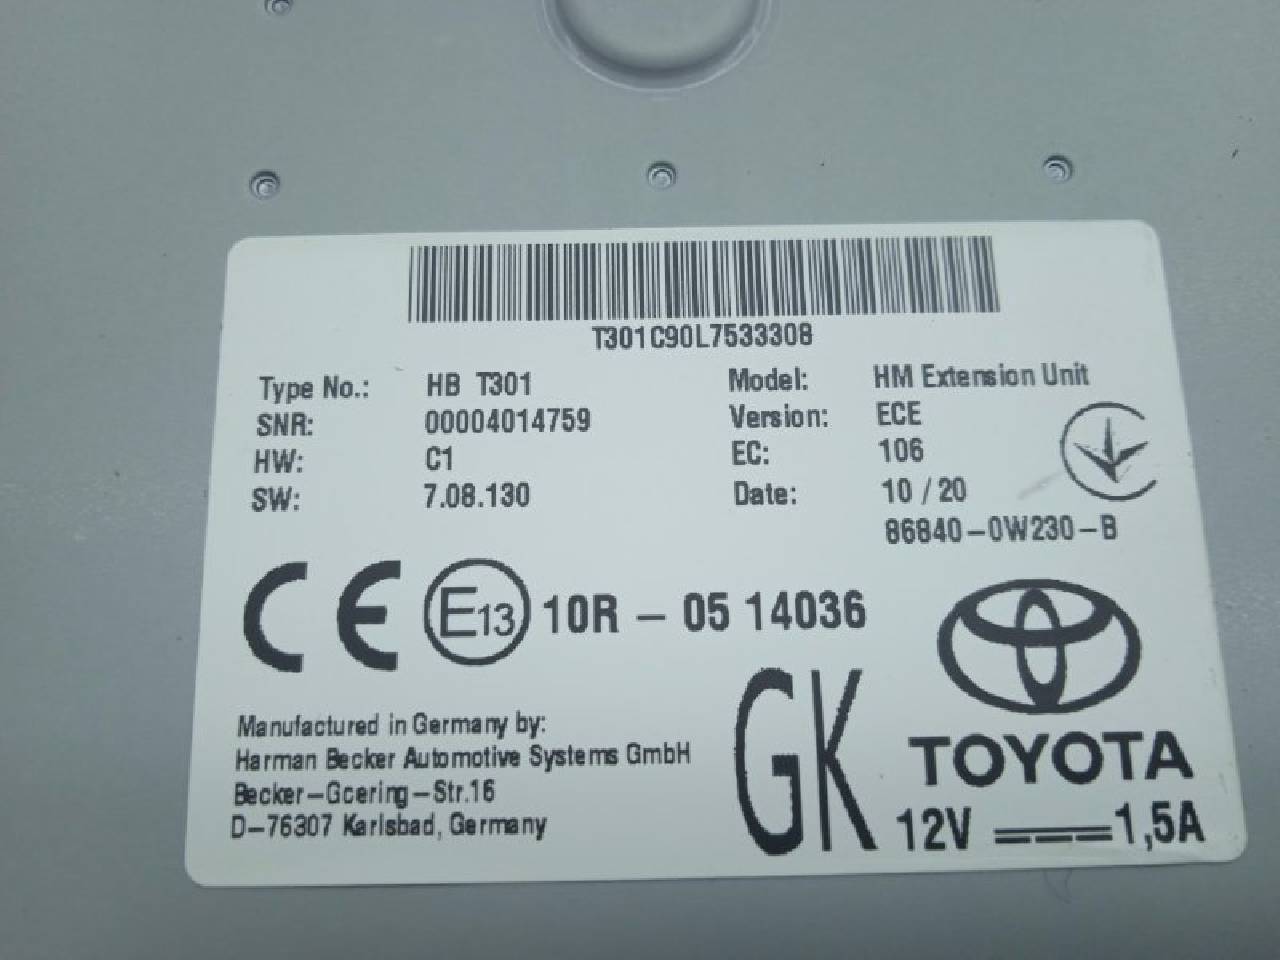 T301C90L7533308
Type No.: HB T301 Model: HM Extension Unit
SNR: 00004014759 Version: ECE
HW: C1 EC: 106
SW: 7.08.130 Date: 10 / 20
86840-0W230-B
CE E13 10R - 05 14036
Manufactured in Germany by:
Harman Becker Automotive Systems GmbH
Becker-Goering-Str.16
D-76307 Karlsbad, Germany
GK
TOYOTA
12V 1,5A